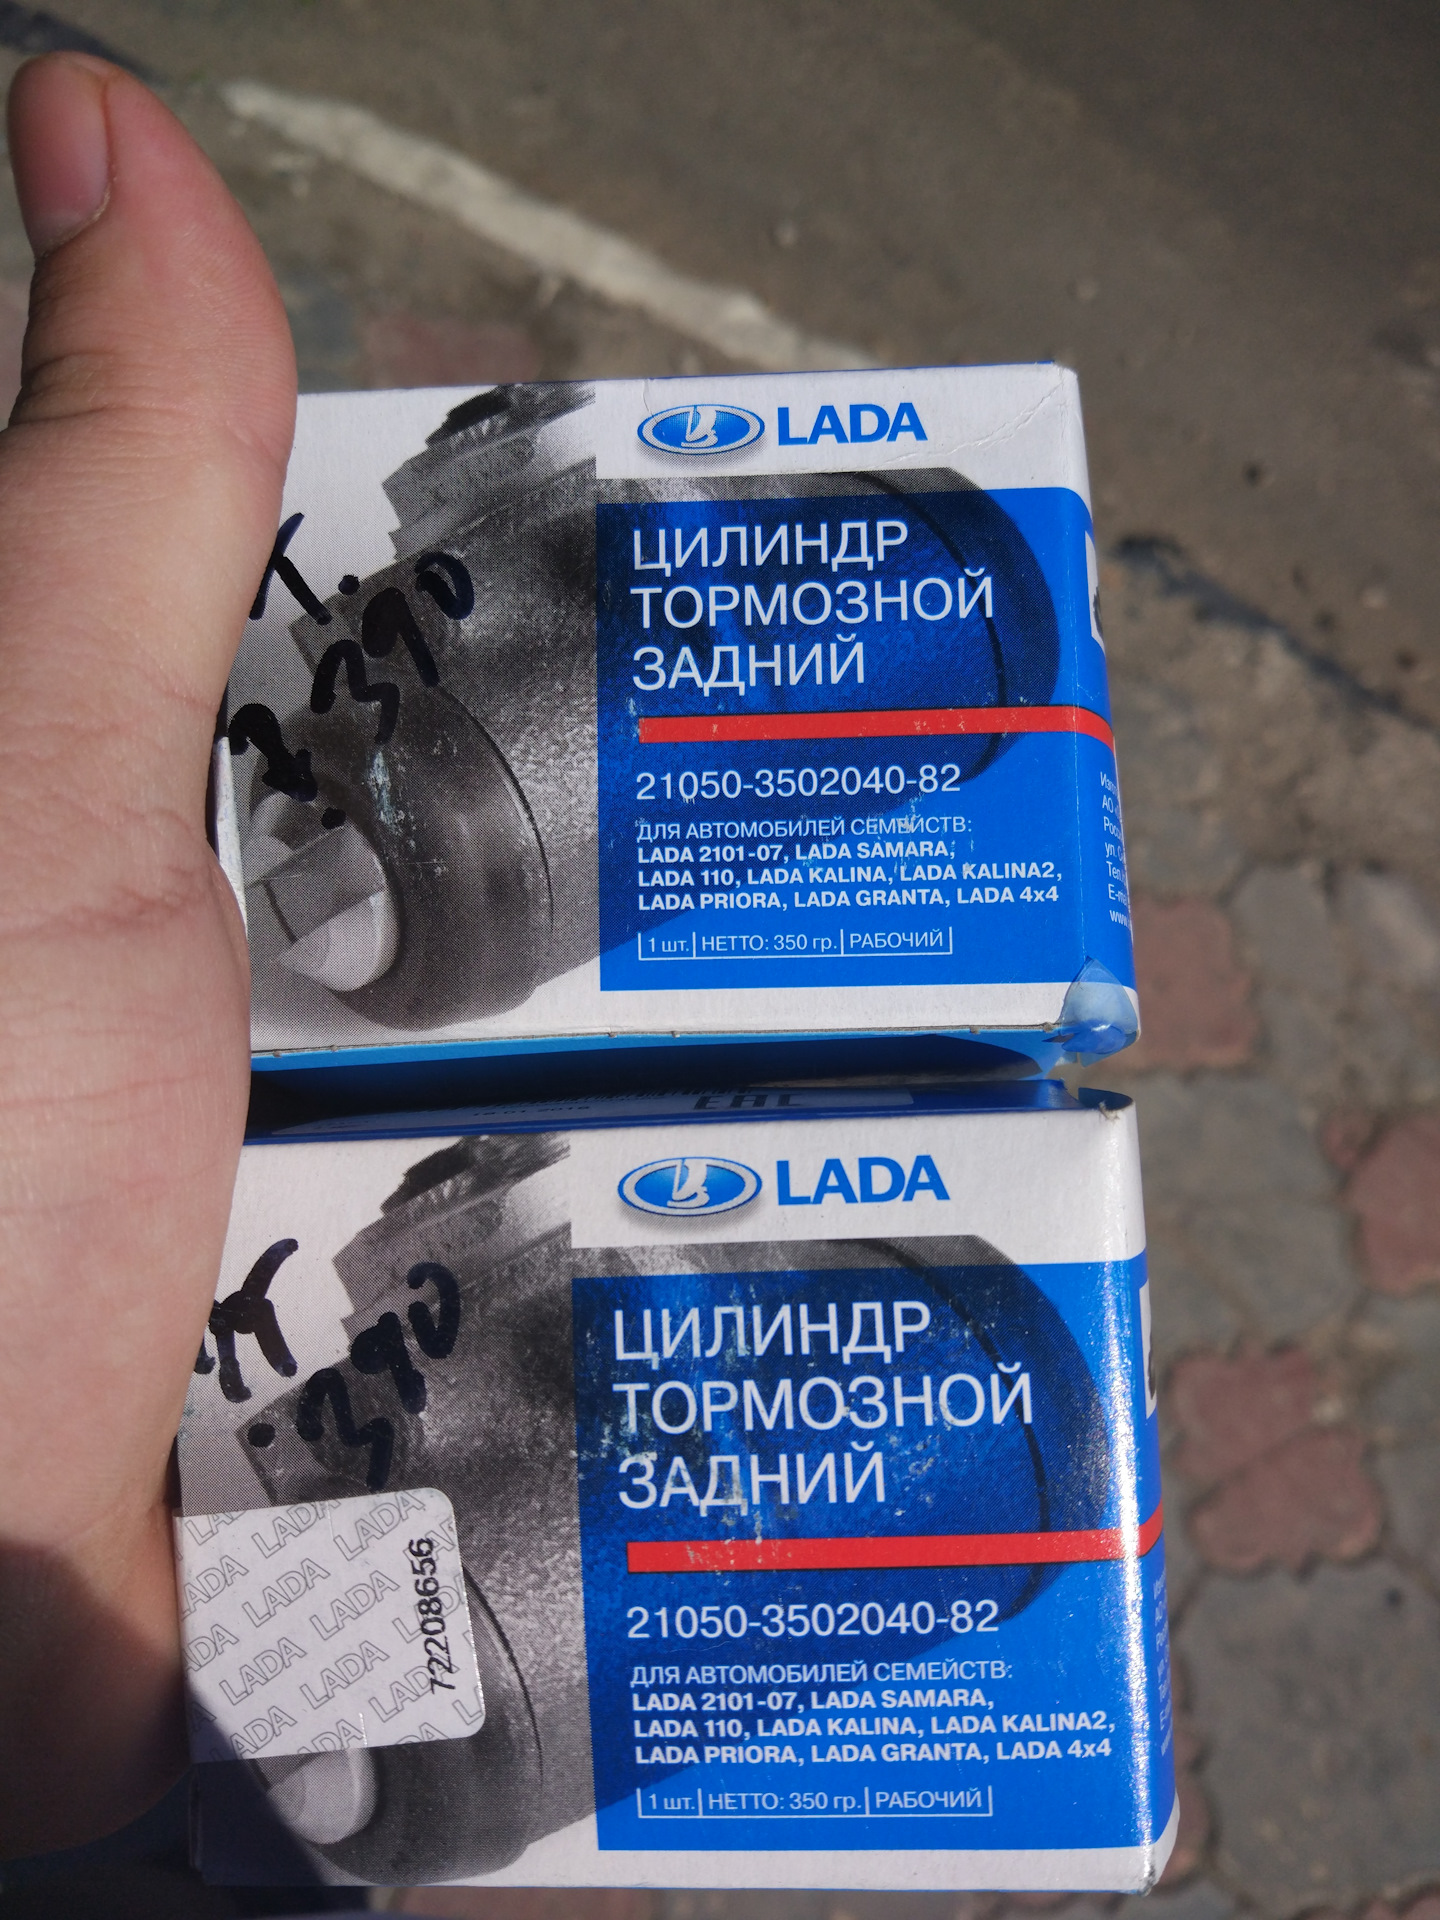 LADA
ЦИЛИНДР
ТОРМОЗНОЙ
ЗАДНИЙ
390
21050-3502040-82
ДЛЯ АВТОМОБИЛЕЙ СЕМЕЙСТВ:
LADA 2101-07, LADA SAMARA,
LADA 110, LADA KALINA, LADA KALINA2,
LADA PRIORA, LADA GRANTA, LADA 4x4
1 шт. НЕТТО: 350 гр. РАБОЧИЙ
EAC
LADA
ЦИЛИНДР
ТОРМОЗНОЙ
ЗАДНИЙ
390
72208656
21050-3502040-82
ДЛЯ АВТОМОБИЛЕЙ СЕМЕЙСТВ:
LADA 2101-07, LADA SAMARA,
LADA 110, LADA KALINA, LADA KALINA2,
LADA PRIORA, LADA GRANTA, LADA 4x4
1 шт. НЕТТО: 350 гр. РАБОЧИЙ